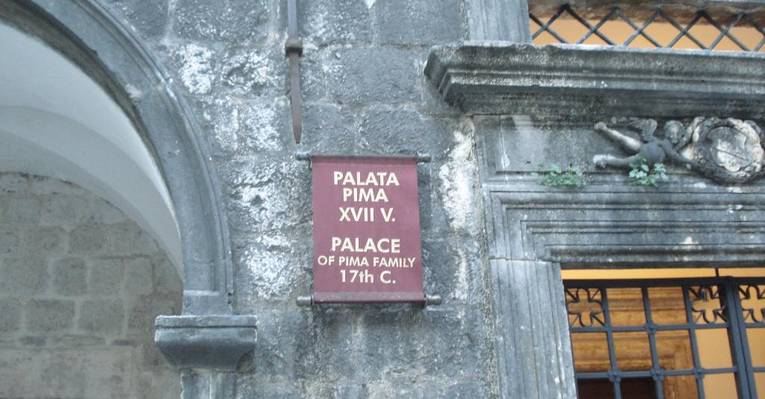 PALATA
PIMA
XVII V.
PALACE
OF PIMA FAMILY
17th C.